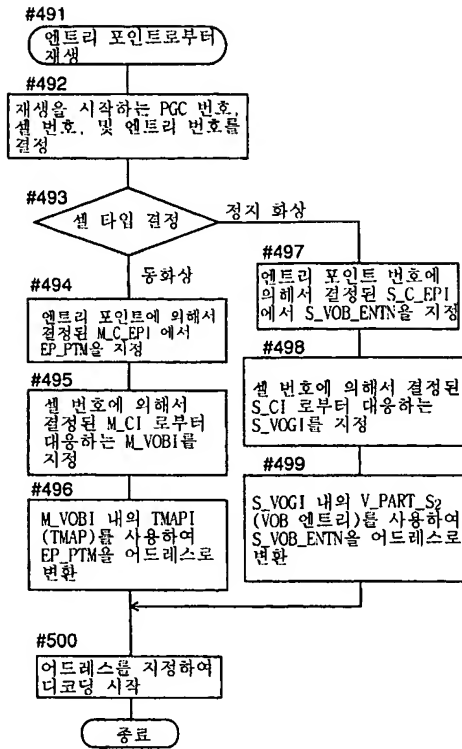 #491
엔트리 포인트로부터
재생
#492
재생을 시작하는 PGC 번호,
셀 번호, 및 엔트리 번호를
결정
#493
셀 타입 결정
정지 화상
동화상
#494
엔트리 포인트에 의해서
결정된 M_C_EPI 에서
EP_PTM을 지정
#495
셀 번호에 의해서
결정된 M_CI 로부터
대응하는 M_VOBI를
지정
#496
M_VOBI 내의 TMAPI
(TMAP)를 사용하여
EP_PTM을 어드레스로
변환
#497
엔트리 포인트 번호에
의해서 결정된 S_C_EPI
에서 S_VOB_ENTN을 지정
#498
셀 번호에 의해서 결정된
S_CI 로부터 대응하는
S_VOGI를 지정
#499
S_VOGI 내의 V_PART_S2
(VOB 엔트리)를 사용하여
S_VOB_ENTN을 어드레스로
변환
#500
어드레스를 지정하여
디코딩 시작
종료